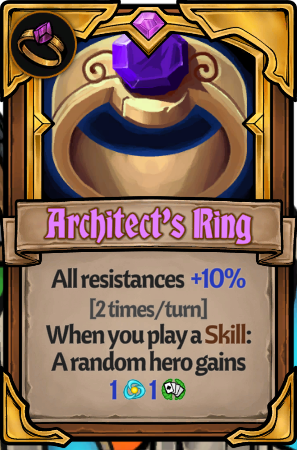 Architect's Ring
All resistances +10%
[2 times/turn]
When you play a Skill:
A random hero gains
1 1